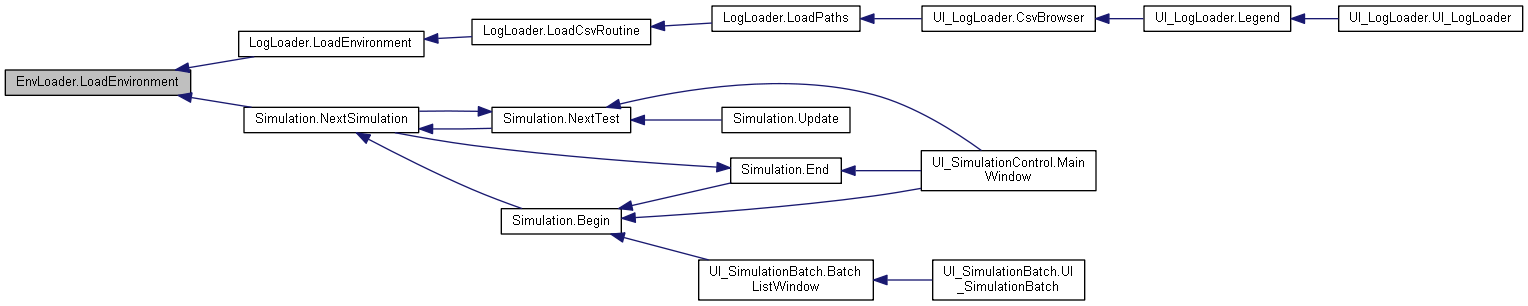 LogLoader.LoadPaths
UI_LogLoader.CsvBrowser
UI_LogLoader.Legend
UI_LogLoader.UI_LogLoader
LogLoader.LoadCsvRoutine
LogLoader.LoadEnvironment
EnvLoader.LoadEnvironment
Simulation.NextSimulation
Simulation.NextTest
Simulation.Update
Simulation.End
UI_SimulationControl.Main
Window
Simulation.Begin
UI_SimulationBatch.Batch
ListWindow
UI_SimulationBatch.UI
_SimulationBatch